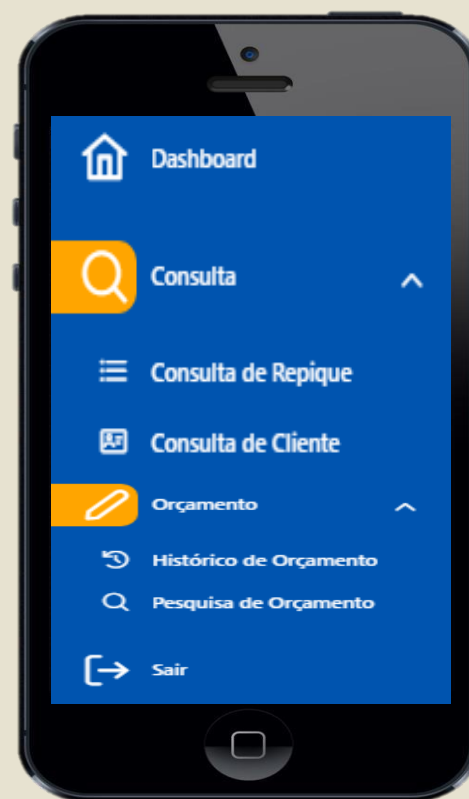 Dashboard
Consulta
Consulta de Repique
Consulta de Cliente
Orçamento
Histórico de Orçamento
Pesquisa de Orçamento
Sair